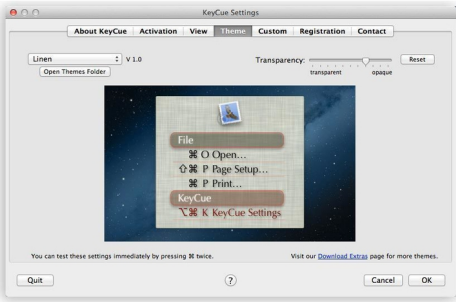 KeyCue Settings
About KeyCue Activation View Theme Custom Registration Contact
Linen V 1.0 Transparency: Reset
Open Themes Folder transparent opaque
File
⌘ O Open...
⇧⌘ P Page Setup...
⌘ P Print...
KeyCue
⌥⌘ K KeyCue Settings
You can test these settings immediately by pressing ⌘ twice. Visit our Download Extras page for more themes.
Quit ? Cancel OK